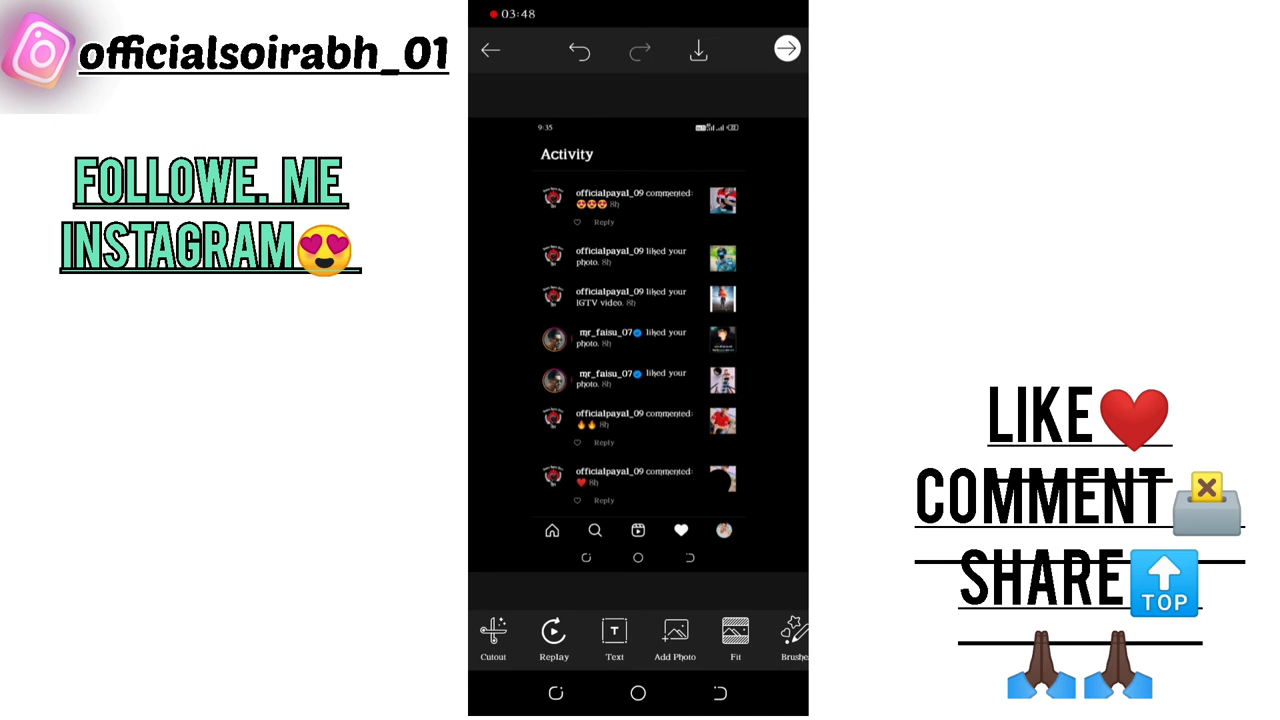 officialsoirabh_01
FOLLOWE. ME
INSTAGRAM😍
03:48
9:35
Activity
officialpayal_09 commented:
😍😍😍 8h
Reply
officialpayal_09 liked your
photo. 8h
officialpayal_09 liked your
IGTV video. 8h
mr_faisu_07 liked your
photo. 8h
mr_faisu_07 liked your
photo. 8h
officialpayal_09 commented:
🔥🔥 8h
Reply
officialpayal_09 commented:
❤️ 8h
Reply
Cutout
Replay
Text
Add Photo
Fit
Brushe
LIKE❤️
COMMENT🗳️
SHARE🔝
🙏🏿🙏🏿